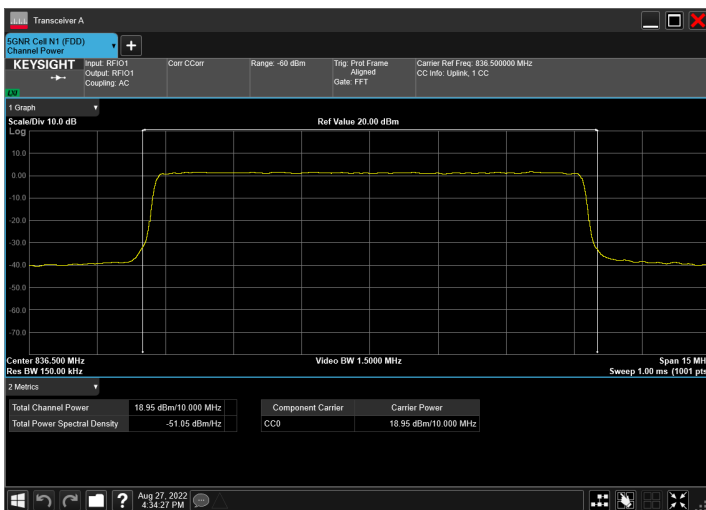 Transceiver A
5GNR Cell N1 (FDD)
Channel Power
KEYSIGHT
Input: RFIO1
Output: RFIO1
Coupling: AC
Corr CCorr
Range: -60 dBm
Trig: Prot Frame
Aligned
Gate: FFT
Carrier Ref Freq: 836.500000 MHz
CC Info: Uplink, 1 CC
1 Graph
Scale/Div 10.0 dB
Ref Value 20.00 dBm
Log
10.0
0.00
-10.0
-20.0
-30.0
-40.0
-50.0
-60.0
-70.0
Center 836.500 MHz
Video BW 1.5000 MHz
Span 15 MH
Res BW 150.00 kHz
Sweep 1.00 ms (1001 pts
2 Metrics
Total Channel Power 18.95 dBm/10.000 MHz
Total Power Spectral Density -51.05 dBm/Hz
Component Carrier Carrier Power
CC0 18.95 dBm/10.000 MHz
Aug 27, 2022
4:34:27 PM